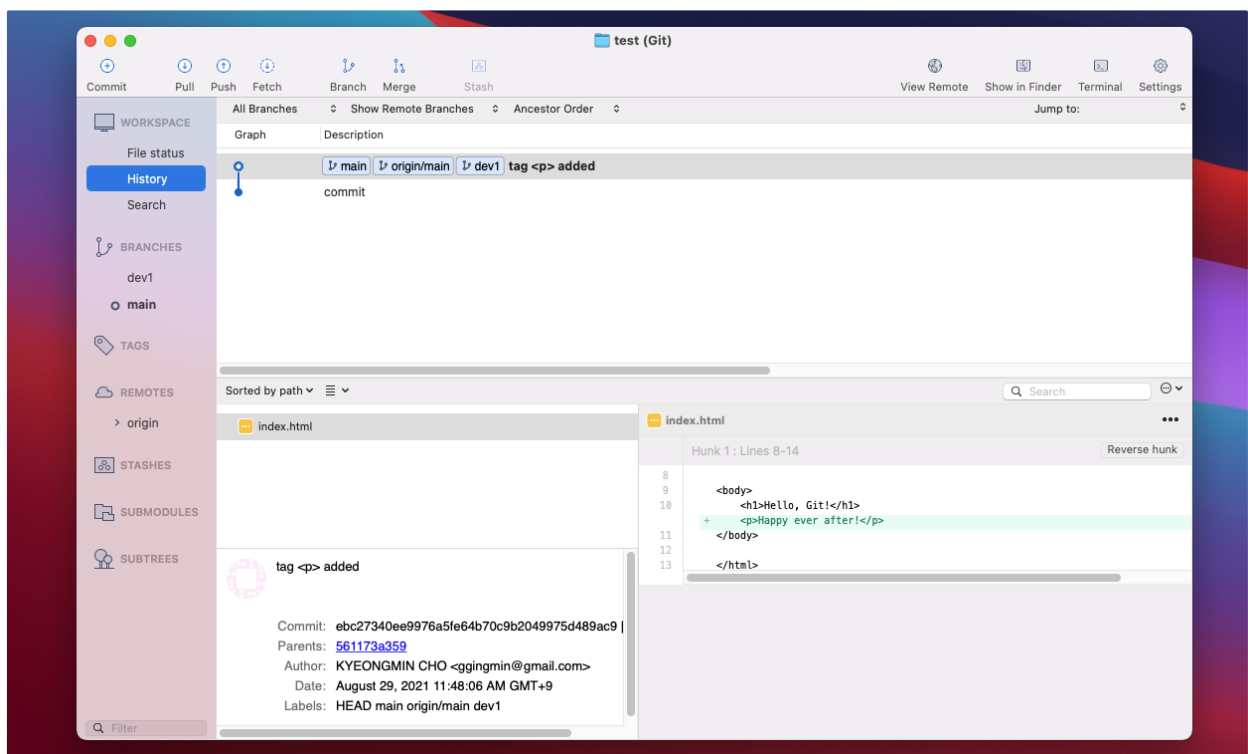 test (Git)
Commit Pull Push Fetch Branch Merge Stash View Remote Show in Finder Terminal Settings
WORKSPACE
File status
History
Search
BRANCHES
dev1
main
TAGS
REMOTES
origin
STASHES
SUBMODULES
SUBTREES
Filter
All Branches Show Remote Branches Ancestor Order Jump to:
Graph Description
main origin/main dev1 tag <p> added
commit
Sorted by path Search
index.html
tag <p> added
Commit: ebc27340ee9976a5fe64b70c9b2049975d489ac9 [
Parents: 561173a359
Author: KYEONGMIN CHO <ggingmin@gmail.com>
Date: August 29, 2021 11:48:06 AM GMT+9
Labels: HEAD main origin/main dev1
index.html
Hunk 1 : Lines 8-14 Reverse hunk
8
9 <body>
10 <h1>Hello, Git!</h1>
+ <p>Happy ever after!</p>
11 </body>
12
13 </html>